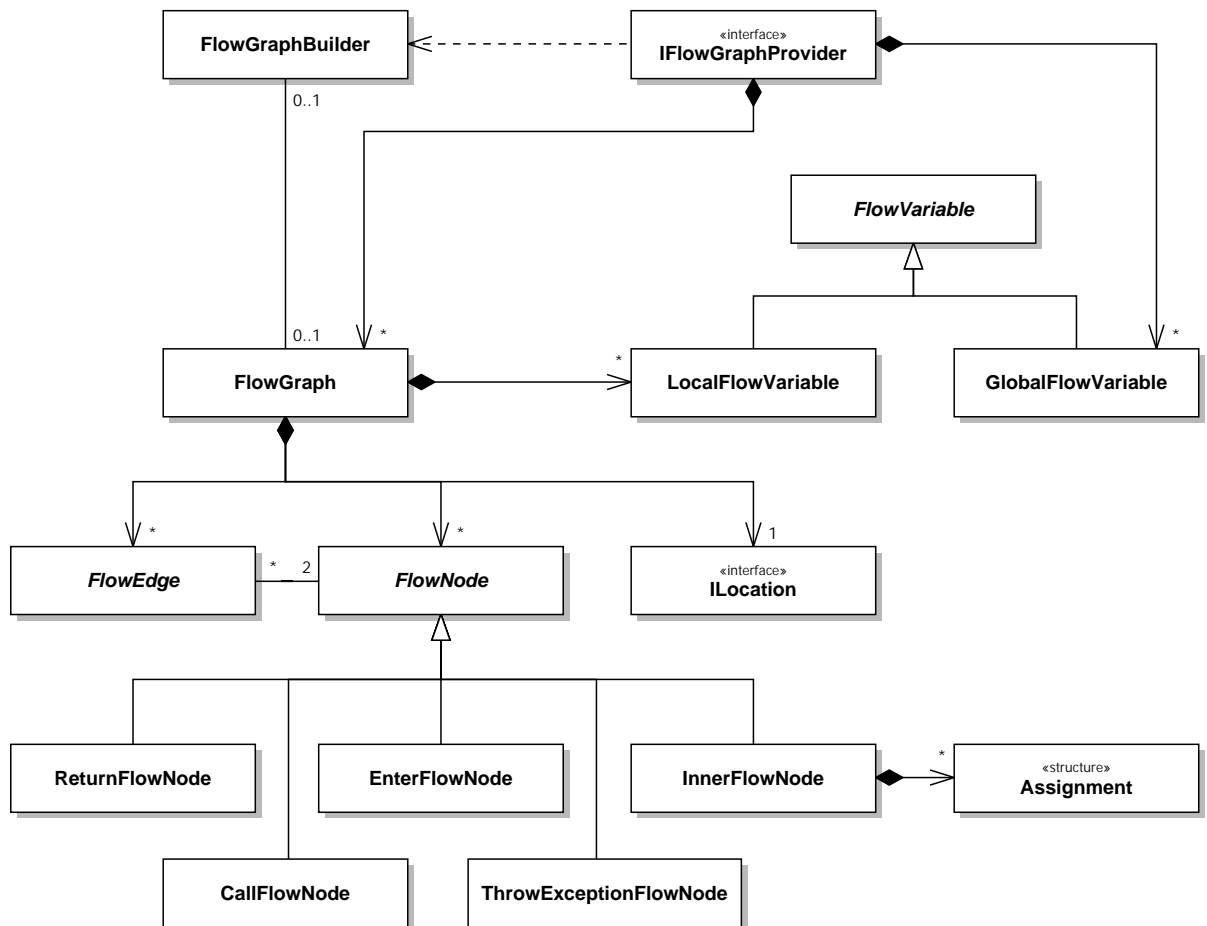 FlowGraphBuilder
«interface»
IFlowGraphProvider
0..1
FlowVariable
0..1
*
*
*
FlowGraph
LocalFlowVariable
GlobalFlowVariable
*
*
1
FlowEdge
* 2
FlowNode
«interface»
ILocation
ReturnFlowNode
EnterFlowNode
InnerFlowNode
*
«structure»
Assignment
CallFlowNode
ThrowExceptionFlowNode